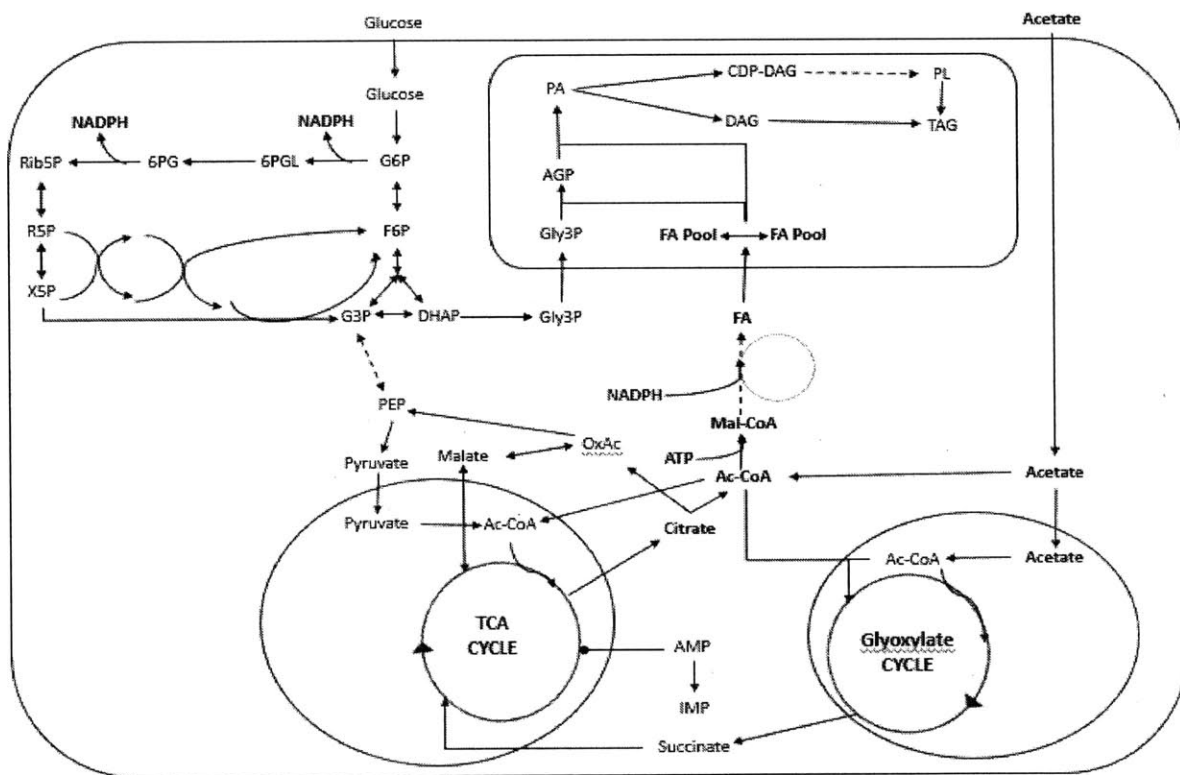 Glucose
Acetate
Glucose
PA
CDP-DAG
PL
DAG
TAG
NADPH
NADPH
Rib5P
6PG
6PGL
G6P
AGP
R5P
F6P
Gly3P
FA Pool
FA Pool
X5P
G3P
DHAP
Gly3P
FA
NADPH
PEP
Mal-CoA
OxAc
Malate
ATP
Pyruvate
Ac-CoA
Acetate
Pyruvate
Ac-CoA
Citrate
Ac-CoA
Acetate
TCA
CYCLE
AMP
Glyoxylate
CYCLE
IMP
Succinate